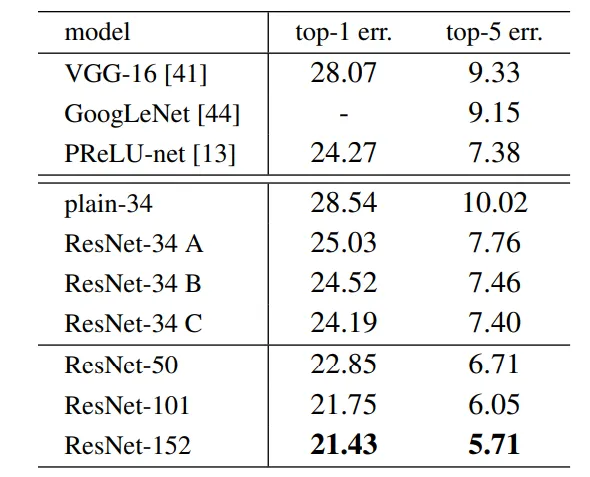 model top-1 err. top-5 err.
VGG-16 [41] 28.07 9.33
GoogLeNet [44] - 9.15
PReLU-net [13] 24.27 7.38
plain-34 28.54 10.02
ResNet-34 A 25.03 7.76
ResNet-34 B 24.52 7.46
ResNet-34 C 24.19 7.40
ResNet-50 22.85 6.71
ResNet-101 21.75 6.05
ResNet-152 21.43 5.71